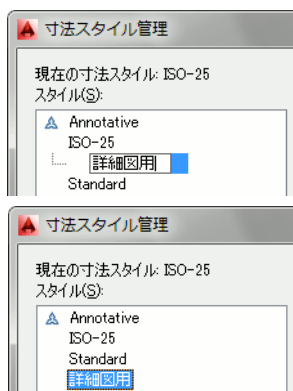 寸法スタイル管理
現在の寸法スタイル: ISO-25
スタイル(S):
Annotative
ISO-25
詳細図用
Standard
寸法スタイル管理
現在の寸法スタイル: ISO-25
スタイル(S):
Annotative
ISO-25
Standard
詳細図用